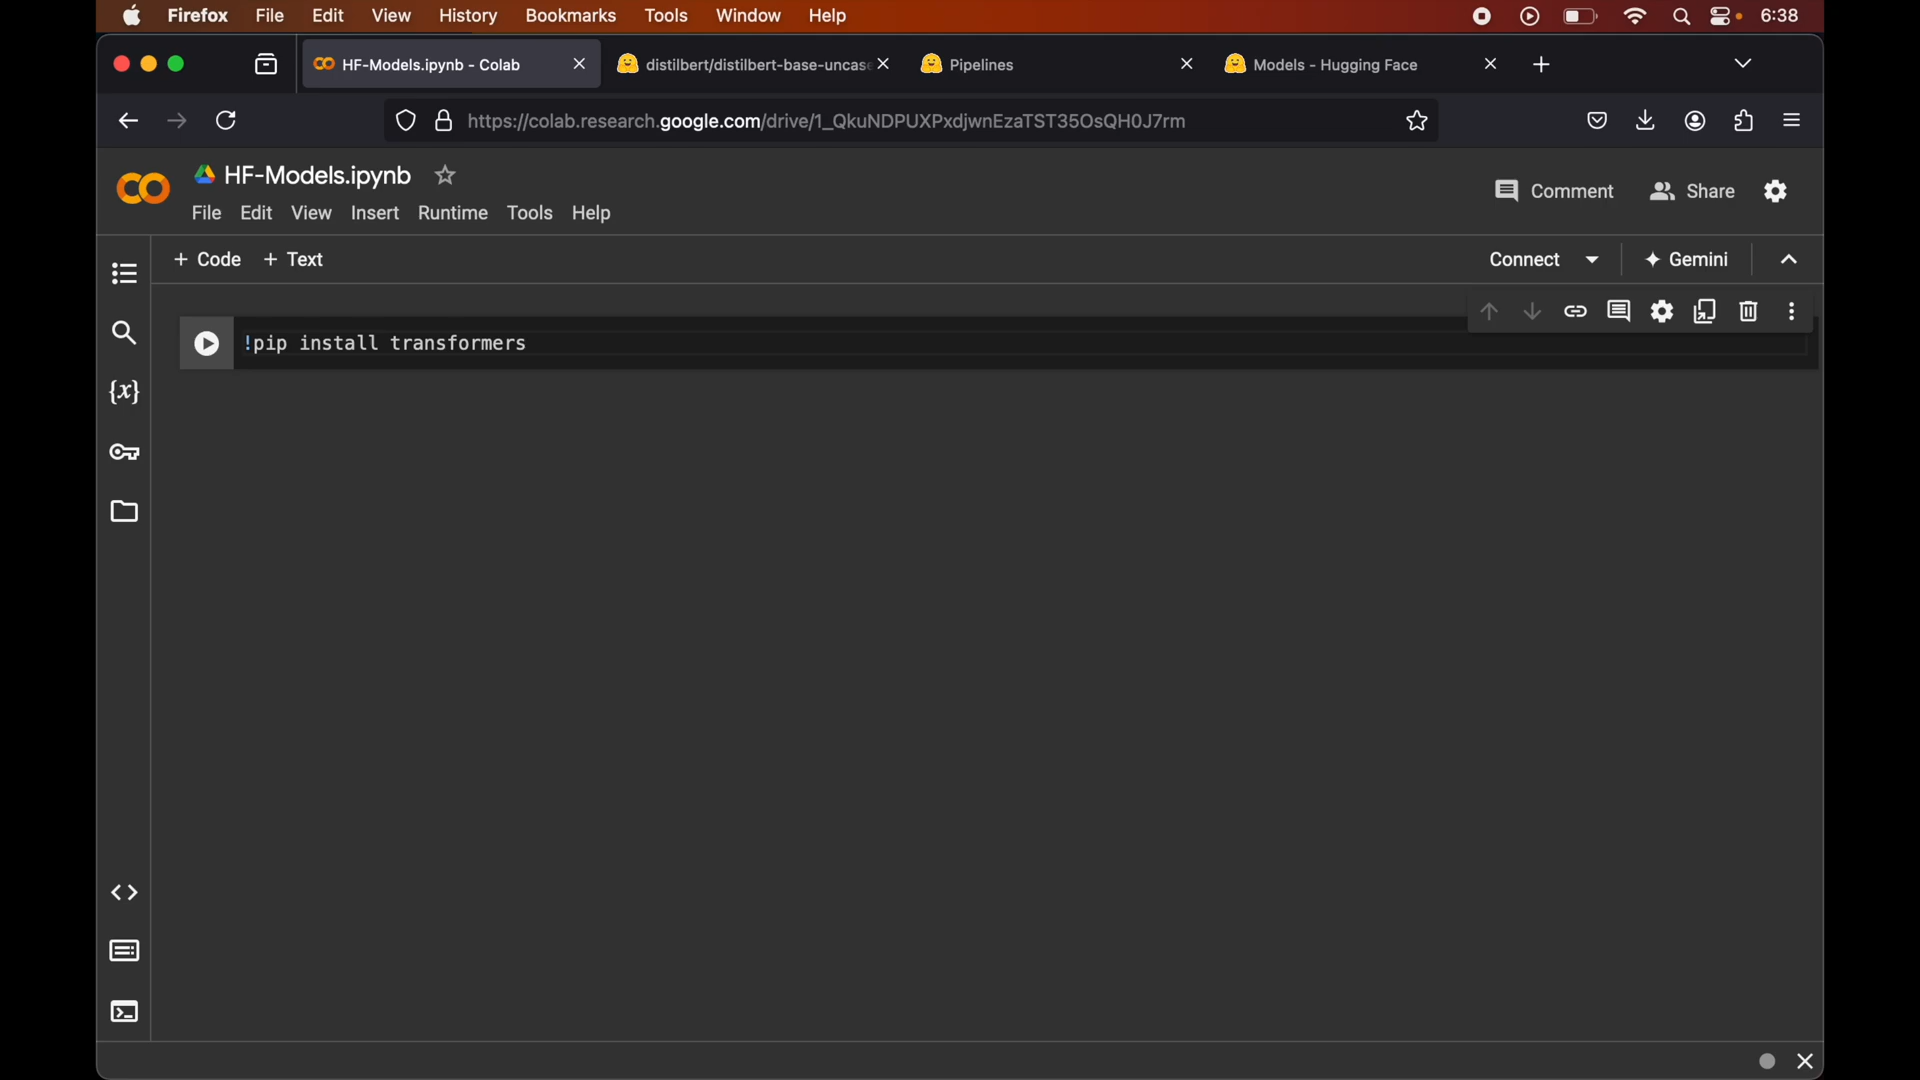 Firefox File Edit View History Bookmarks Tools Window Help 6:38
HF-Models.ipynb - Colab distilbert/distilbert-base-uncase Pipelines Models - Hugging Face
https://colab.research.google.com/drive/1_QkuNDPUXPxdjwnEzaTST35OsQH0J7rm
HF-Models.ipynb
Comment Share
File Edit View Insert Runtime Tools Help
+ Code + Text Connect Gemini
!pip install transformers